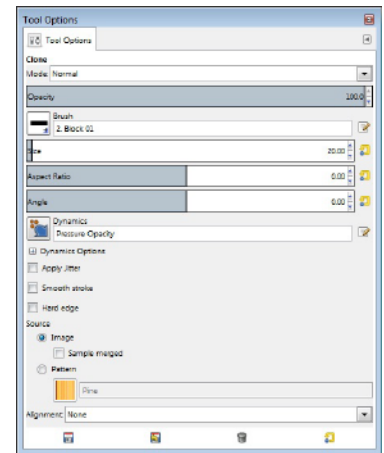 Tool Options
Tool Options
Clone
Mode: Normal
Opacity 100.0
Brush
2. Block 01
Size 20.00
Aspect Ratio 0.00
Angle 0.00
Dynamics
Pressure Opacity
Dynamics Options
Apply Jitter
Smooth stroke
Hard edge
Source
Image
Sample merged
Pattern
Pine
Alignment: None